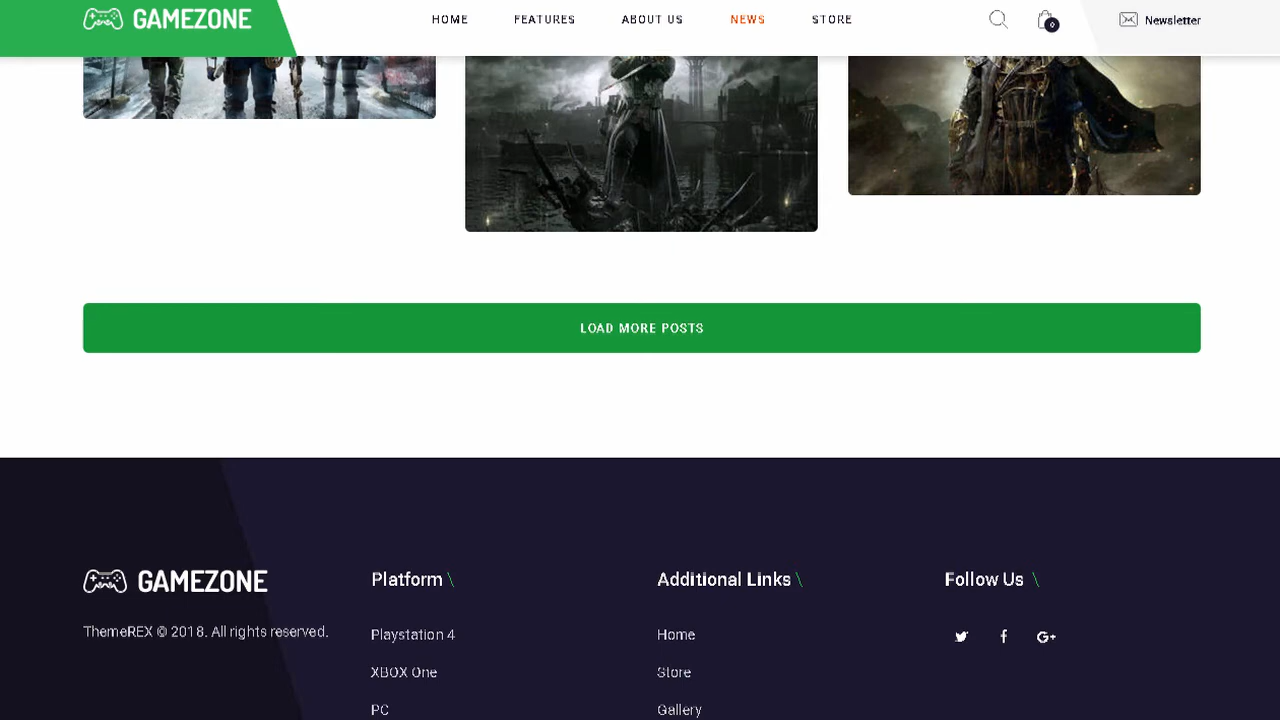 GAMEZONE
HOME FEATURES ABOUT US NEWS STORE
0
Newsletter
LOAD MORE POSTS
GAMEZONE
ThemeREX © 2018. All rights reserved.
Platform \
Playstation 4
XBOX One
PC
Additional Links \
Home
Store
Gallery
Follow Us \
f
G+